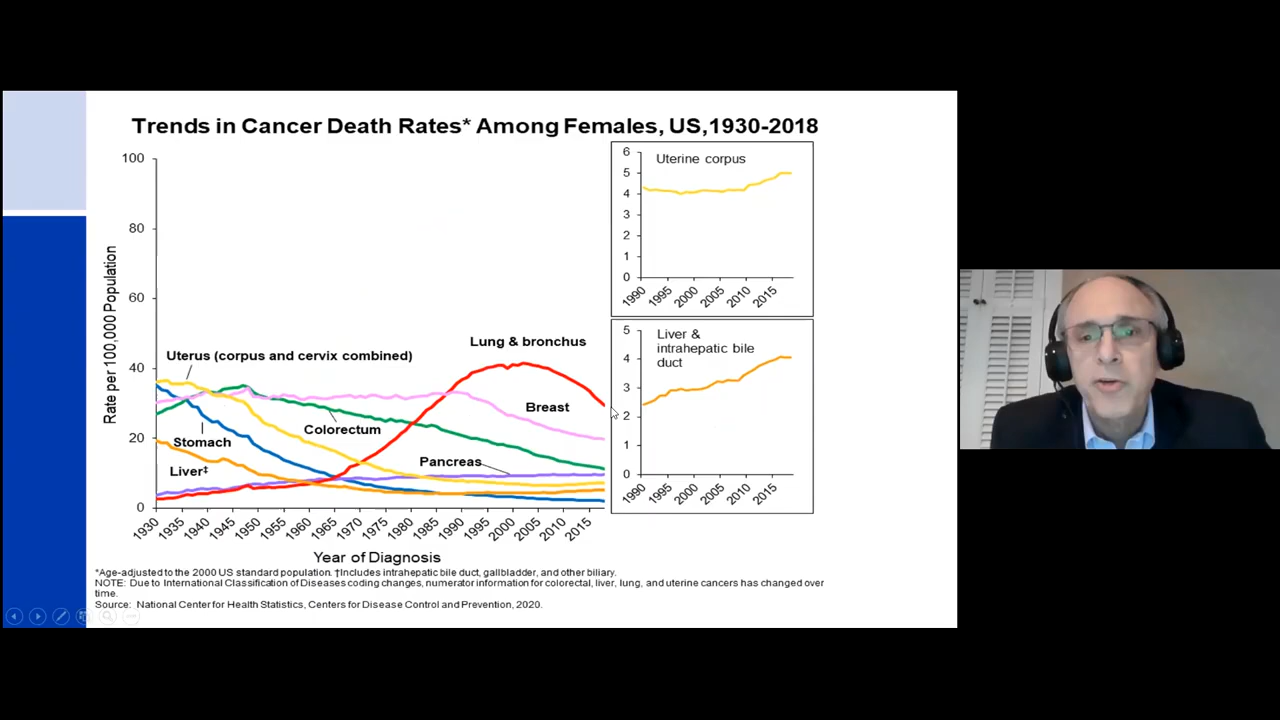 Trends in Cancer Death Rates* Among Females, US,1930-2018
Rate per 100,000 Population
100
80
60
40
20
0
Uterus (corpus and cervix combined)
Lung & bronchus
Breast
Colorectum
Stomach
Pancreas
Liver‡
1930
1935
1940
1945
1950
1955
1960
1965
1970
1975
1980
1985
1990
1995
2000
2005
2010
2015
Year of Diagnosis
Uterine corpus
6
5
4
3
2
1
0
1990
1995
2000
2005
2010
2015
Liver &
intrahepatic bile
duct
5
4
3
2
1
0
1990
1995
2000
2005
2010
2015
*Age-adjusted to the 2000 US standard population. †Includes intrahepatic bile duct, gallbladder, and other biliary.
NOTE: Due to International Classification of Diseases coding changes, numerator information for colorectal, liver, lung, and uterine cancers has changed over
time.
Source: National Center for Health Statistics, Centers for Disease Control and Prevention, 2020.